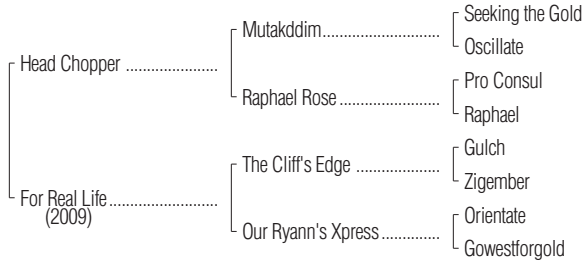 Seeking the Gold
Mutakddim
Oscillate
Head Chopper
Pro Consul
Raphael Rose
Raphael
Gulch
The Cliff's Edge
Zigember
For Real Life
(2009)
Orientate
Our Ryann's Xpress
Gowestforgold